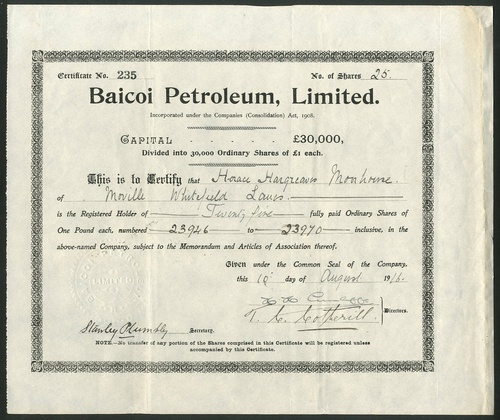 Certificate No. 235 No. of Shares 25.
Baicoi Petroleum, Limited.
Incorporated under the Companies (Consolidation) Act, 1908.
CAPITAL - - - - - £30,000,
Divided into 30,000 Ordinary Shares of £1 each.
This is to Certify that Horace Hargreaves
of Moville Whitefield Lancs.
is the Registered Holder of Twenty five fully paid Ordinary Shares of
One Pound each, numbered 23946 to 23970 inclusive, in the
above-named Company, subject to the Memorandum and Articles of Association thereof.
Given under the Common Seal of the Company,
this 10 day of August 1916.
T. C. Cotherill. Directors.
Stanley Plumbly Secretary.
NOTE.—No transfer of any portion of the Shares comprised in this Certificate will be registered unless
accompanied by this Certificate.